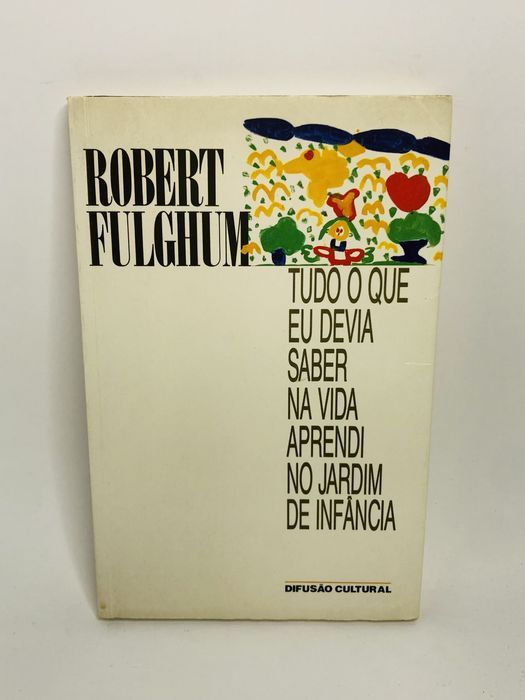 ROBERT
FULGHUM
TUDO O QUE
EU DEVIA
SABER
NA VIDA
APRENDI
NO JARDIM
DE INFÂNCIA
DIFUSÃO CULTURAL